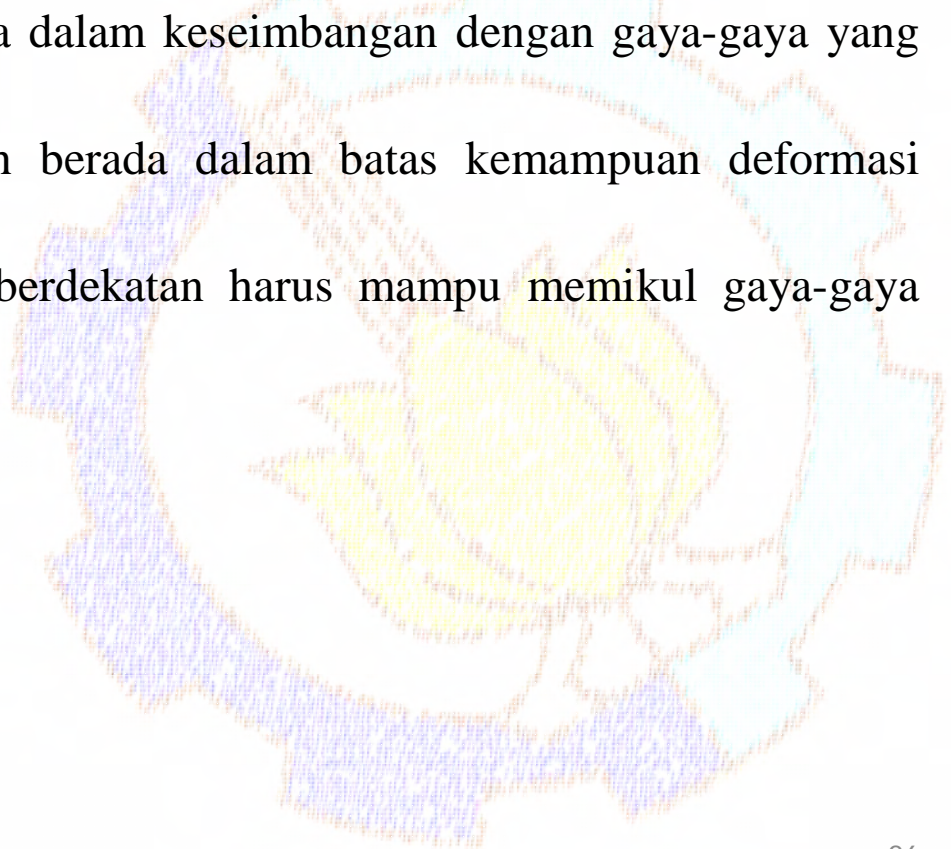 dalam keseimbangan dengan gaya-gaya yang
berada dalam batas kemampuan deformasi
berdekatan harus mampu memikul gaya-gaya